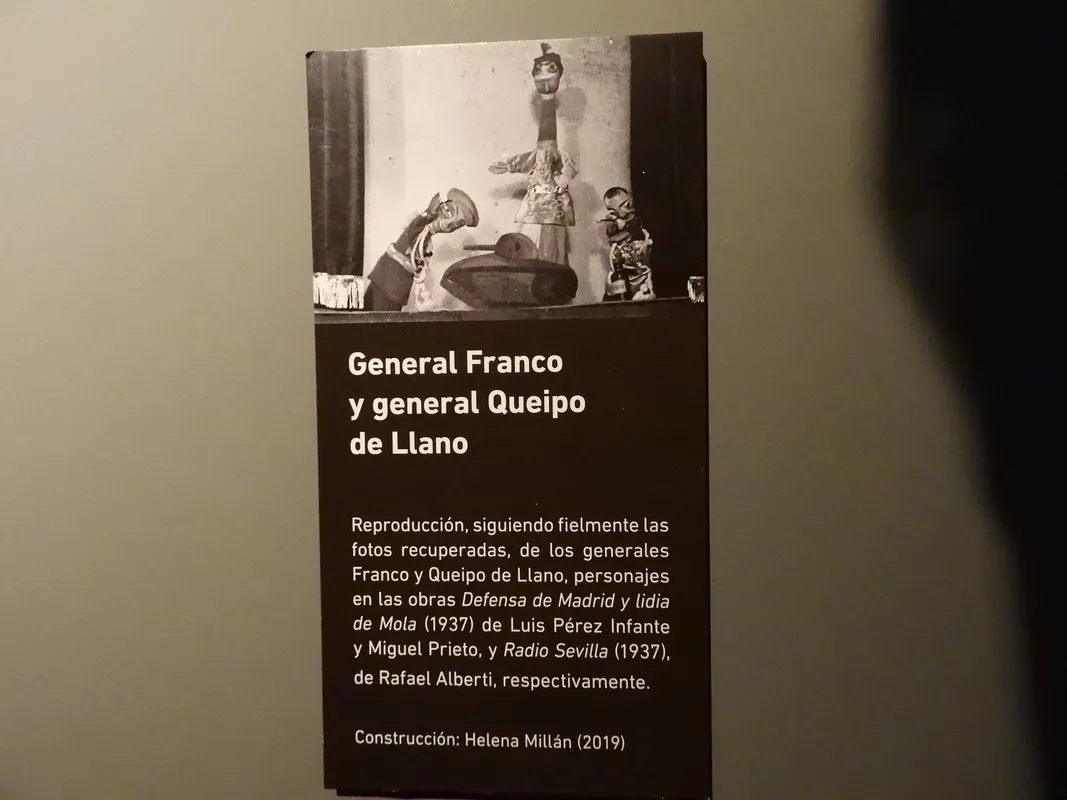 General Franco
y general Queipo
de Llano
Reproducción, siguiendo fielmente las
fotos recuperadas, de los generales
Franco y Queipo de Llano, personajes
en las obras Defensa de Madrid y lidia
de Mola (1937) de Luis Pérez Infante
y Miguel Prieto, y Radio Sevilla (1937),
de Rafael Alberti, respectivamente.
Construcción: Helena Millán (2019)